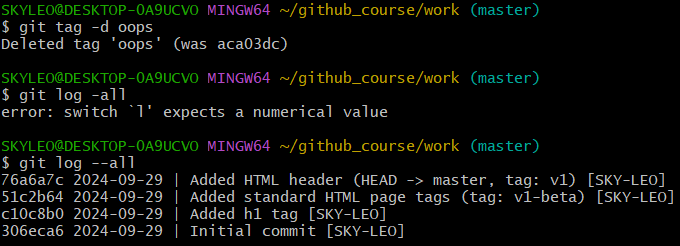 SKYLEO@DESKTOP-0A9UCVO MINGW64 ~/github_course/work (master)
$ git tag -d oops
Deleted tag 'oops' (was aca03dc)
SKYLEO@DESKTOP-0A9UCVO MINGW64 ~/github_course/work (master)
$ git log -all
error: switch `l' expects a numerical value
SKYLEO@DESKTOP-0A9UCVO MINGW64 ~/github_course/work (master)
$ git log --all
76a6a7c 2024-09-29 | Added HTML header (HEAD -> master, tag: v1) [SKY-LEO]
51c2b64 2024-09-29 | Added standard HTML page tags (tag: v1-beta) [SKY-LEO]
c10c8b0 2024-09-29 | Added h1 tag [SKY-LEO]
306eca6 2024-09-29 | Initial commit [SKY-LEO]